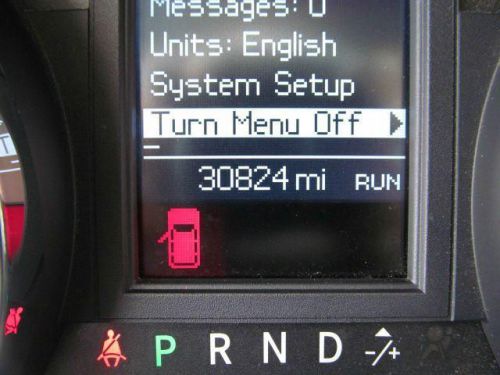 Messages: 0
Units: English
System Setup
Turn Menu Off
30824 mi RUN
P R N D -/+